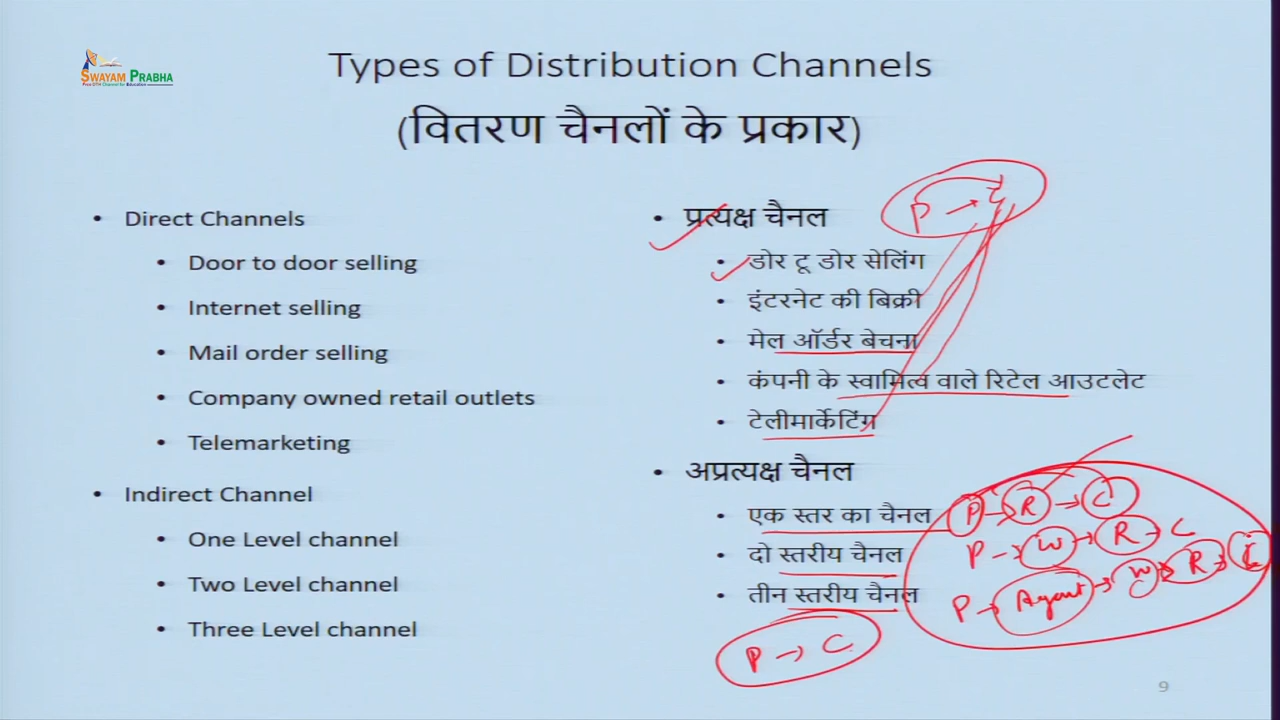 SWAYAM PRABHA
Types of Distribution Channels
(वितरण चैनलों के प्रकार)
• Direct Channels
• Door to door selling
• Internet selling
• Mail order selling
• Company owned retail outlets
• Telemarketing
• Indirect Channel
• One Level channel
• Two Level channel
• Three Level channel
• प्रत्यक्ष चैनल
• डोर टू डोर सेलिंग
• इंटरनेट की बिक्री
• मेल ऑर्डर बेचना
• कंपनी के स्वामित्व वाले रिटेल आउटलेट
• टेलीमार्केटिंग
• अप्रत्यक्ष चैनल
• एक स्तर का चैनल
• दो स्तरीय चैनल
• तीन स्तरीय चैनल
P →
P → R → C
P → W → R → C
P → Agent → W → R → C
P → C
9